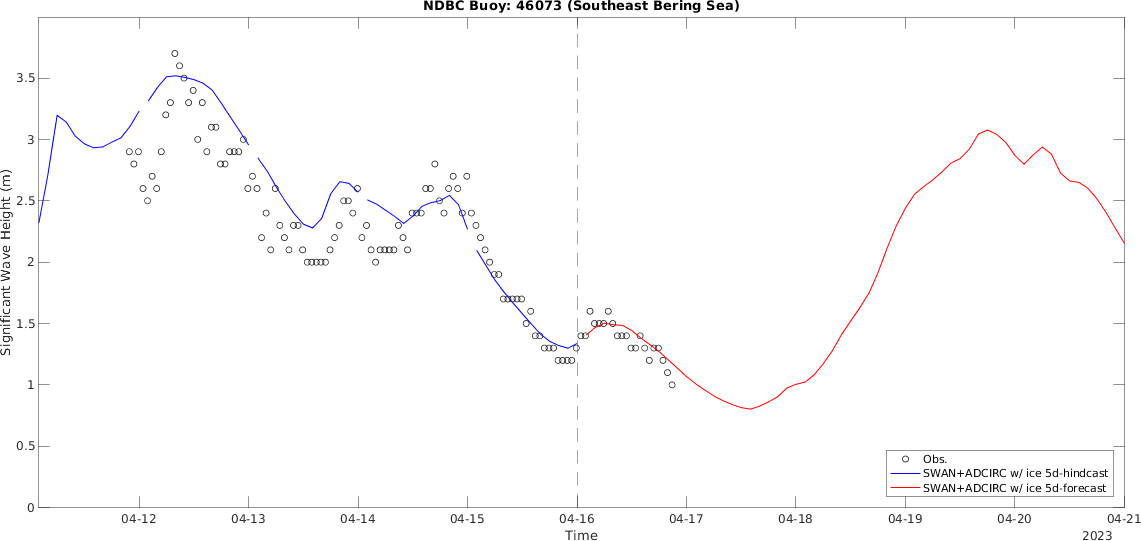 NDBC Buoy: 46073 (Southeast Bering Sea)
Significant Wave Height (m)
3.5
3
2.5
2
1.5
1
0.5
0
Obs.
SWAN+ADCIRC w/ ice 5d-hindcast
SWAN+ADCIRC w/ ice 5d-forecast
04-12 04-13 04-14 04-15 04-16 04-17 04-18 04-19 04-20 04-21
Time
2023